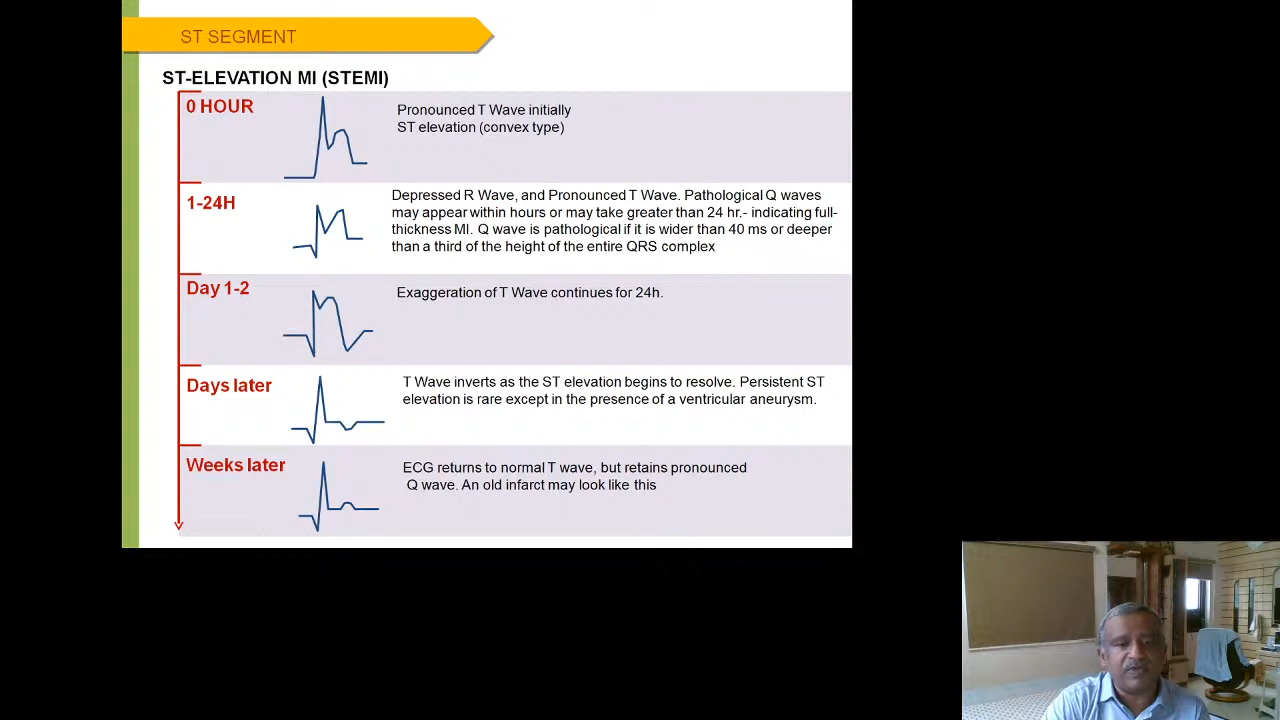 ST SEGMENT
ST-ELEVATION MI (STEMI)
0 HOUR
Pronounced T Wave initially
ST elevation (convex type)
1-24H
Depressed R Wave, and Pronounced T Wave. Pathological Q waves
may appear within hours or may take greater than 24 hr.- indicating full-
thickness MI. Q wave is pathological if it is wider than 40 ms or deeper
than a third of the height of the entire QRS complex
Day 1-2
Exaggeration of T Wave continues for 24h.
Days later
T Wave inverts as the ST elevation begins to resolve. Persistent ST
elevation is rare except in the presence of a ventricular aneurysm.
Weeks later
ECG returns to normal T wave, but retains pronounced
Q wave. An old infarct may look like this